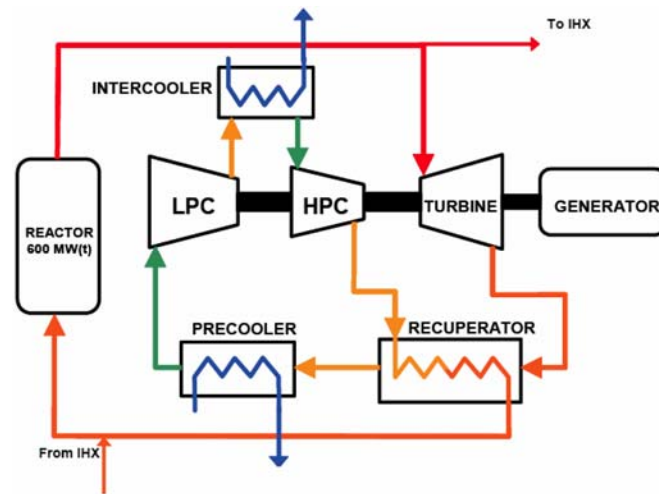 To IHX
INTERCOOLER
LPC
HPC
TURBINE
GENERATOR
REACTOR
600 MW(t)
PRECOOLER
RECUPERATOR
From IHX